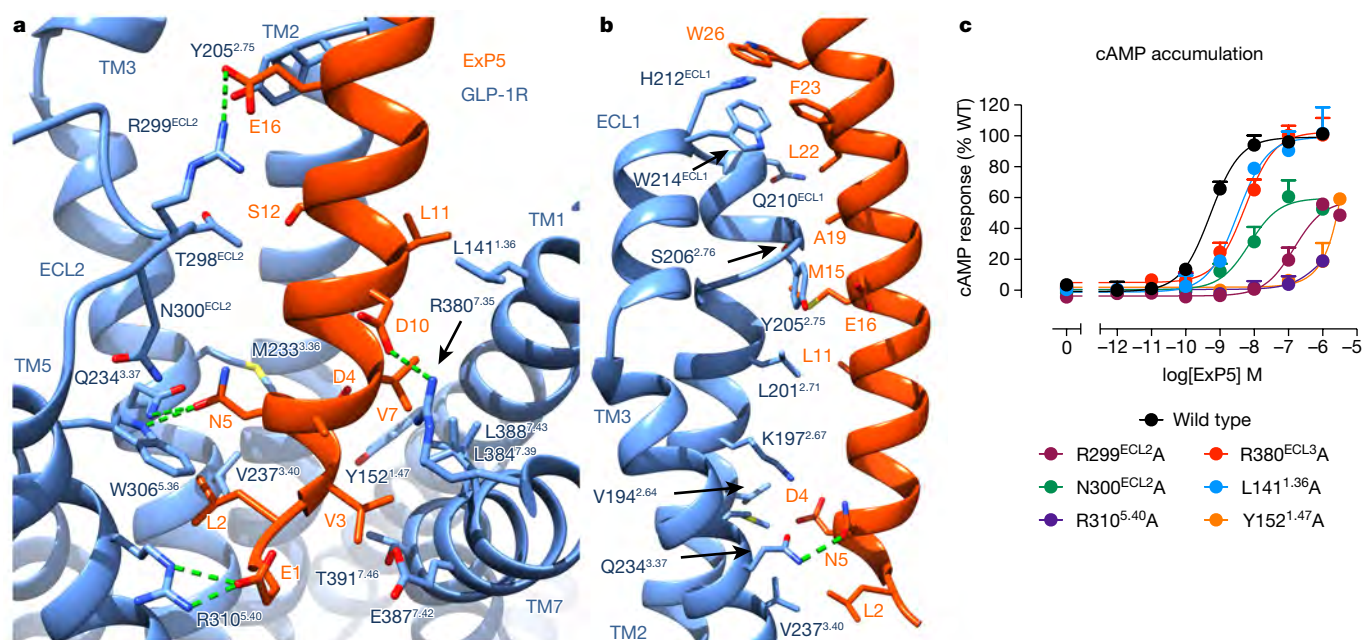 a
TM3
Y205^2.75
TM2
ExP5
GLP-1R
R299^ECL2
E16
S12
L11
TM1
ECL2
T298^ECL2
L141^1.36
R380^7.35
N300^ECL2
D10
TM5
M233^3.36
Q234^3.37
D4
N5
V7
L388^7.43
L384^7.39
Y152^1.47
V237^3.40
W306^5.36
L2
V3
E1
T391^7.46
R310^5.40
E387^7.42
TM7
b
W26
H212^ECL1
F23
ECL1
L22
W214^ECL1
Q210^ECL1
A19
S206^2.76
M15
Y205^2.75
E16
L11
L201^2.71
TM3
K197^2.67
V194^2.64
D4
Q234^3.37
N5
L2
V237^3.40
TM2
c
cAMP accumulation
cAMP response (% WT)
120
100
80
60
40
20
0
0 −12 −11 −10 −9 −8 −7 −6 −5
log[ExP5] M
Wild type
R299^ECL2A R380^ECL3A
N300^ECL2A L141^1.36A
R310^5.40A Y152^1.47A